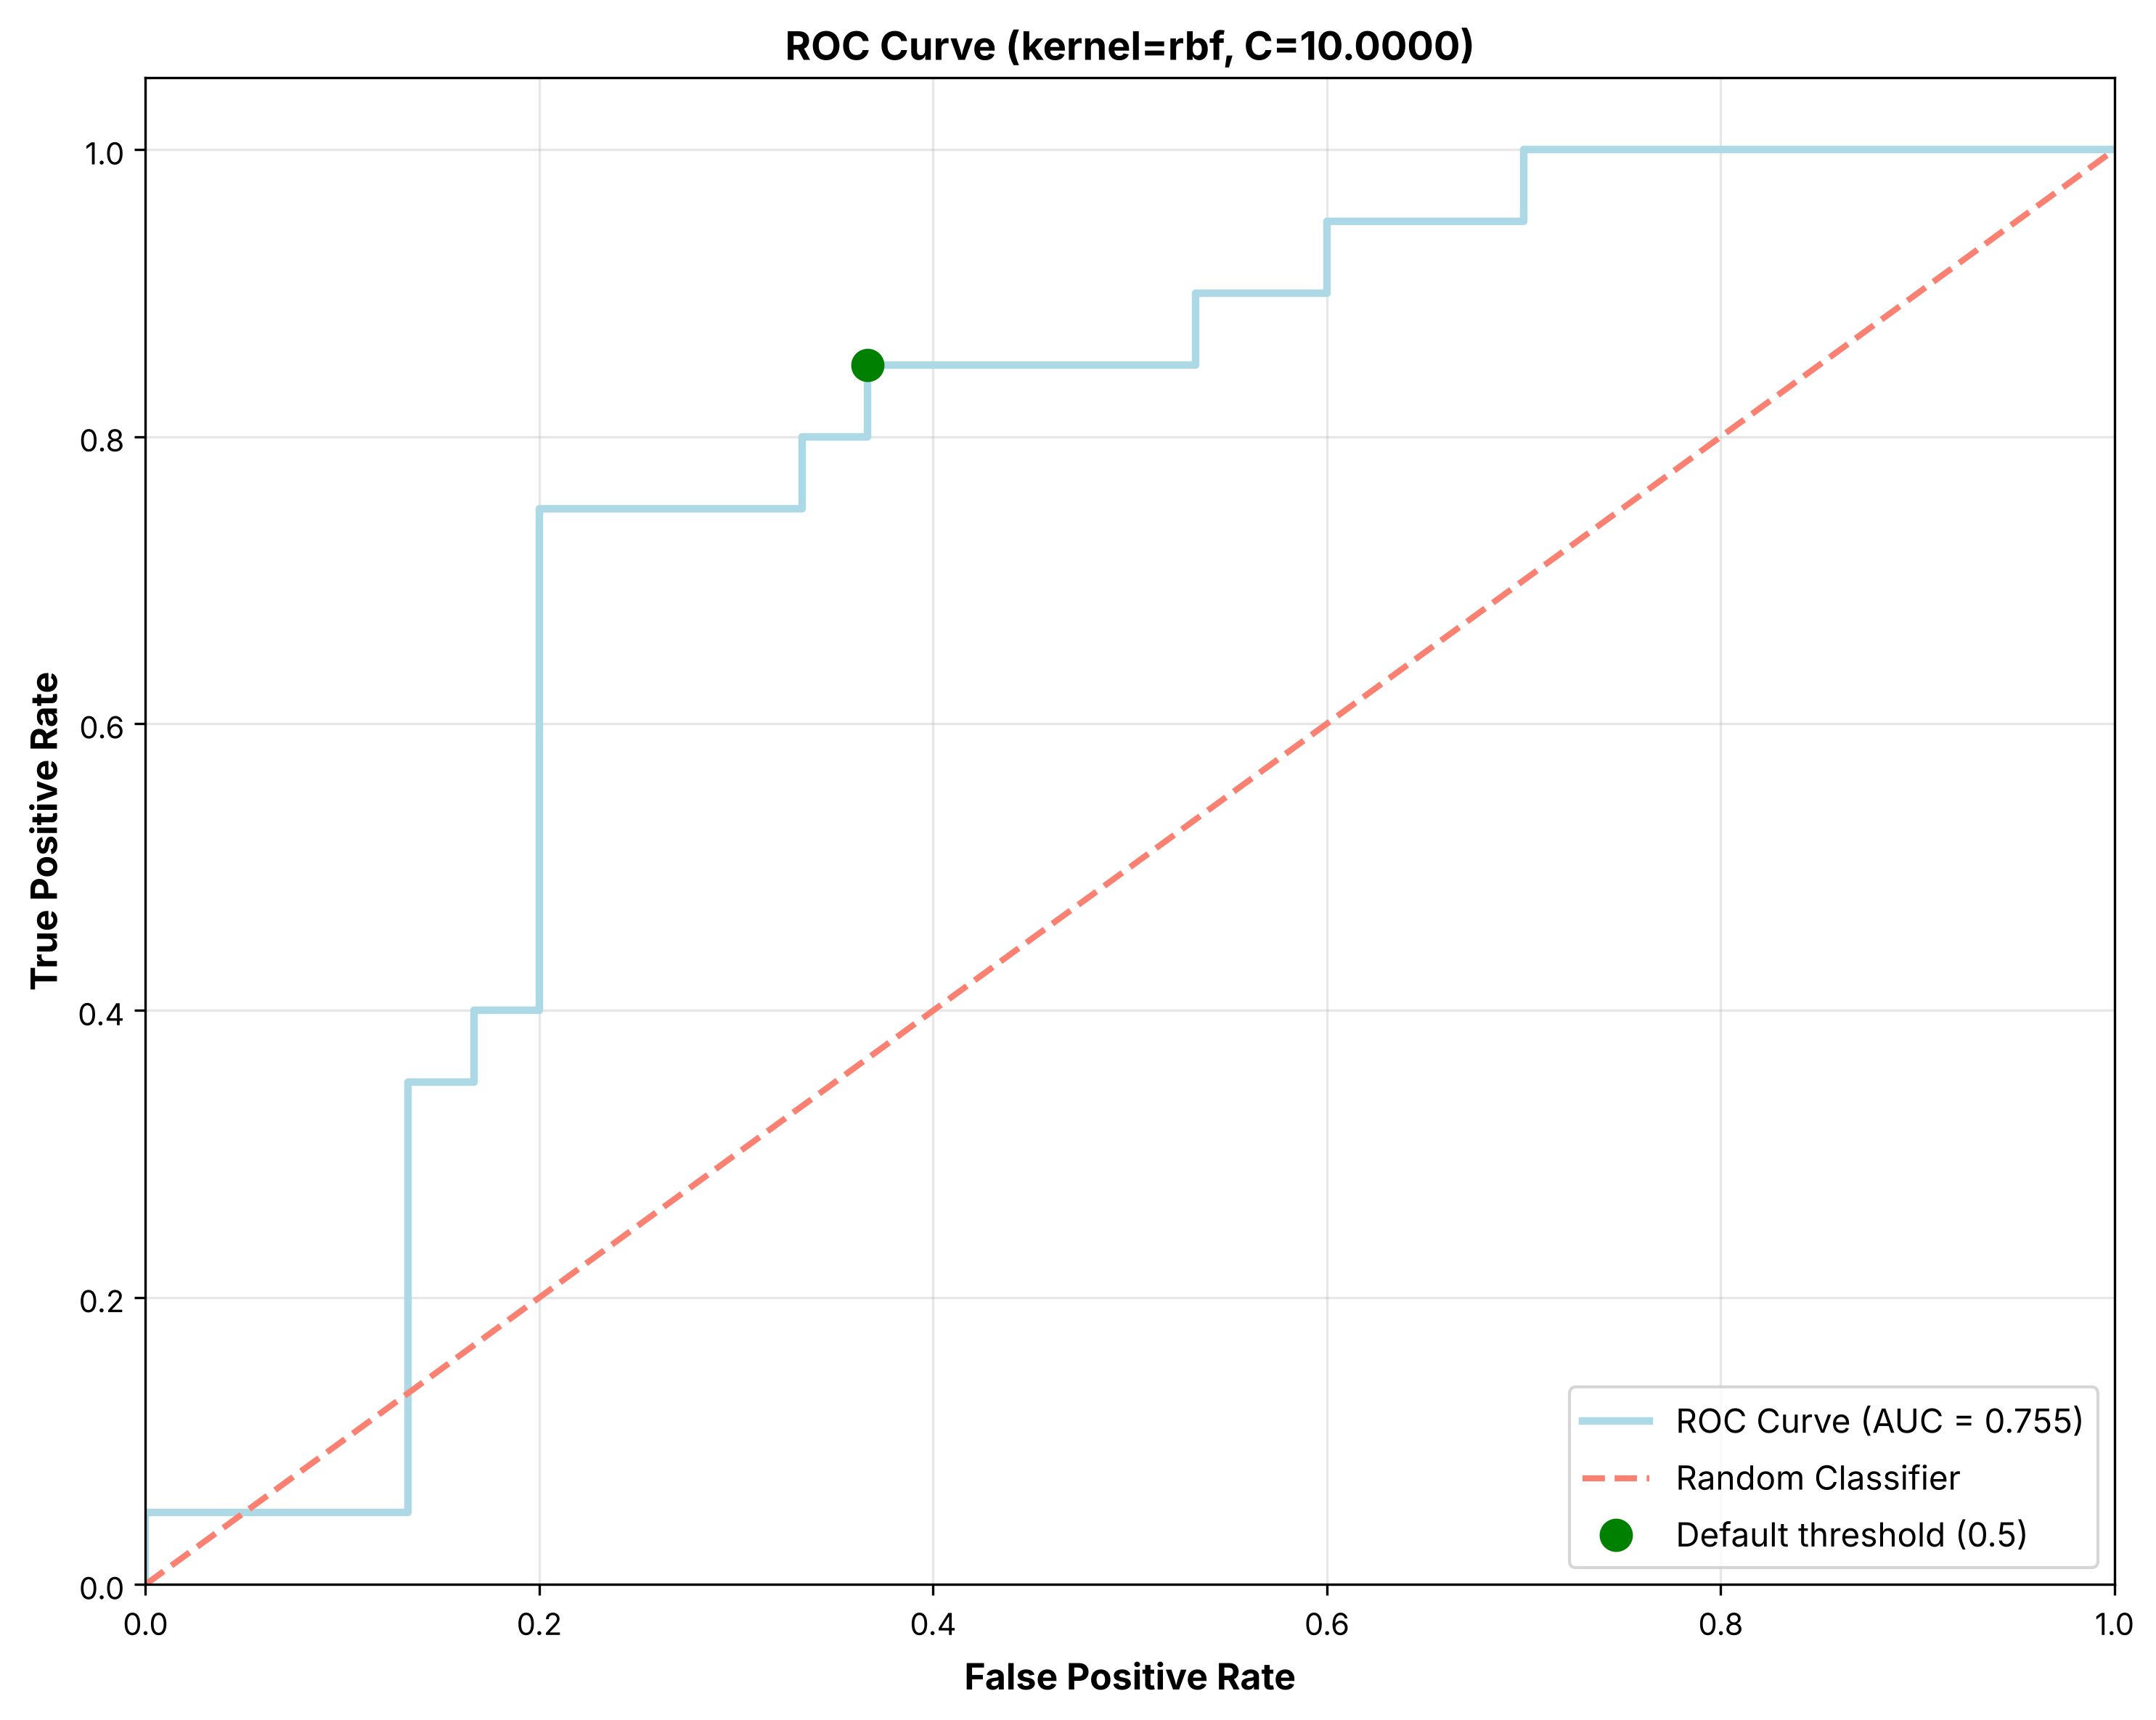 ROC Curve (kernel=rbf, C=10.0000)
True Positive Rate
1.0
0.8
0.6
0.4
0.2
0.0
0.0 0.2 0.4 0.6 0.8 1.0
False Positive Rate
ROC Curve (AUC = 0.755)
Random Classifier
Default threshold (0.5)